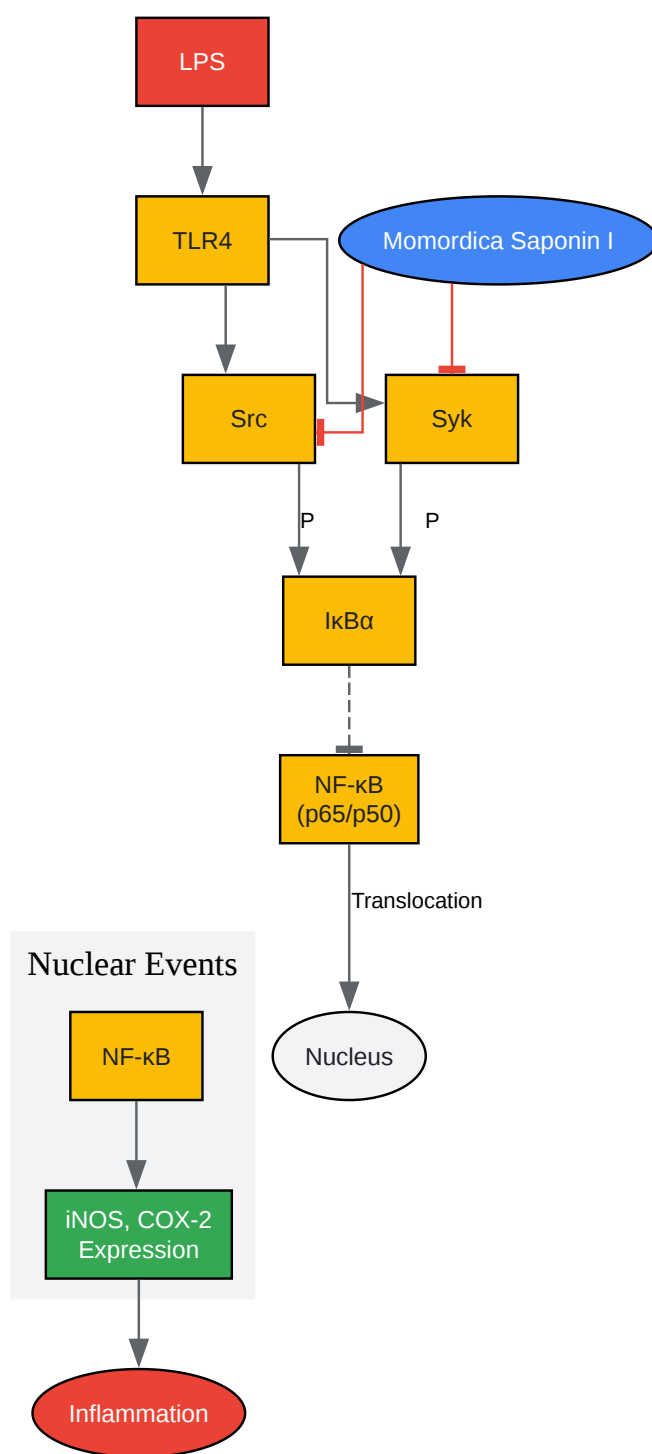 LPS
TLR4
Momordica Saponin I
Src
Syk
P
P
IκBα
NF-κB
(p65/p50)
Translocation
Nuclear Events
NF-κB
Nucleus
iNOS, COX-2
Expression
Inflammation